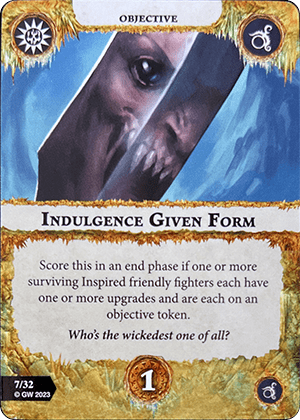 OBJECTIVE
INDULGENCE GIVEN FORM
Score this in an end phase if one or more
surviving Inspired friendly fighters each have
one or more upgrades and are each on an
objective token.
Who's the wickedest one of all?
7/32
© GW 2023
1